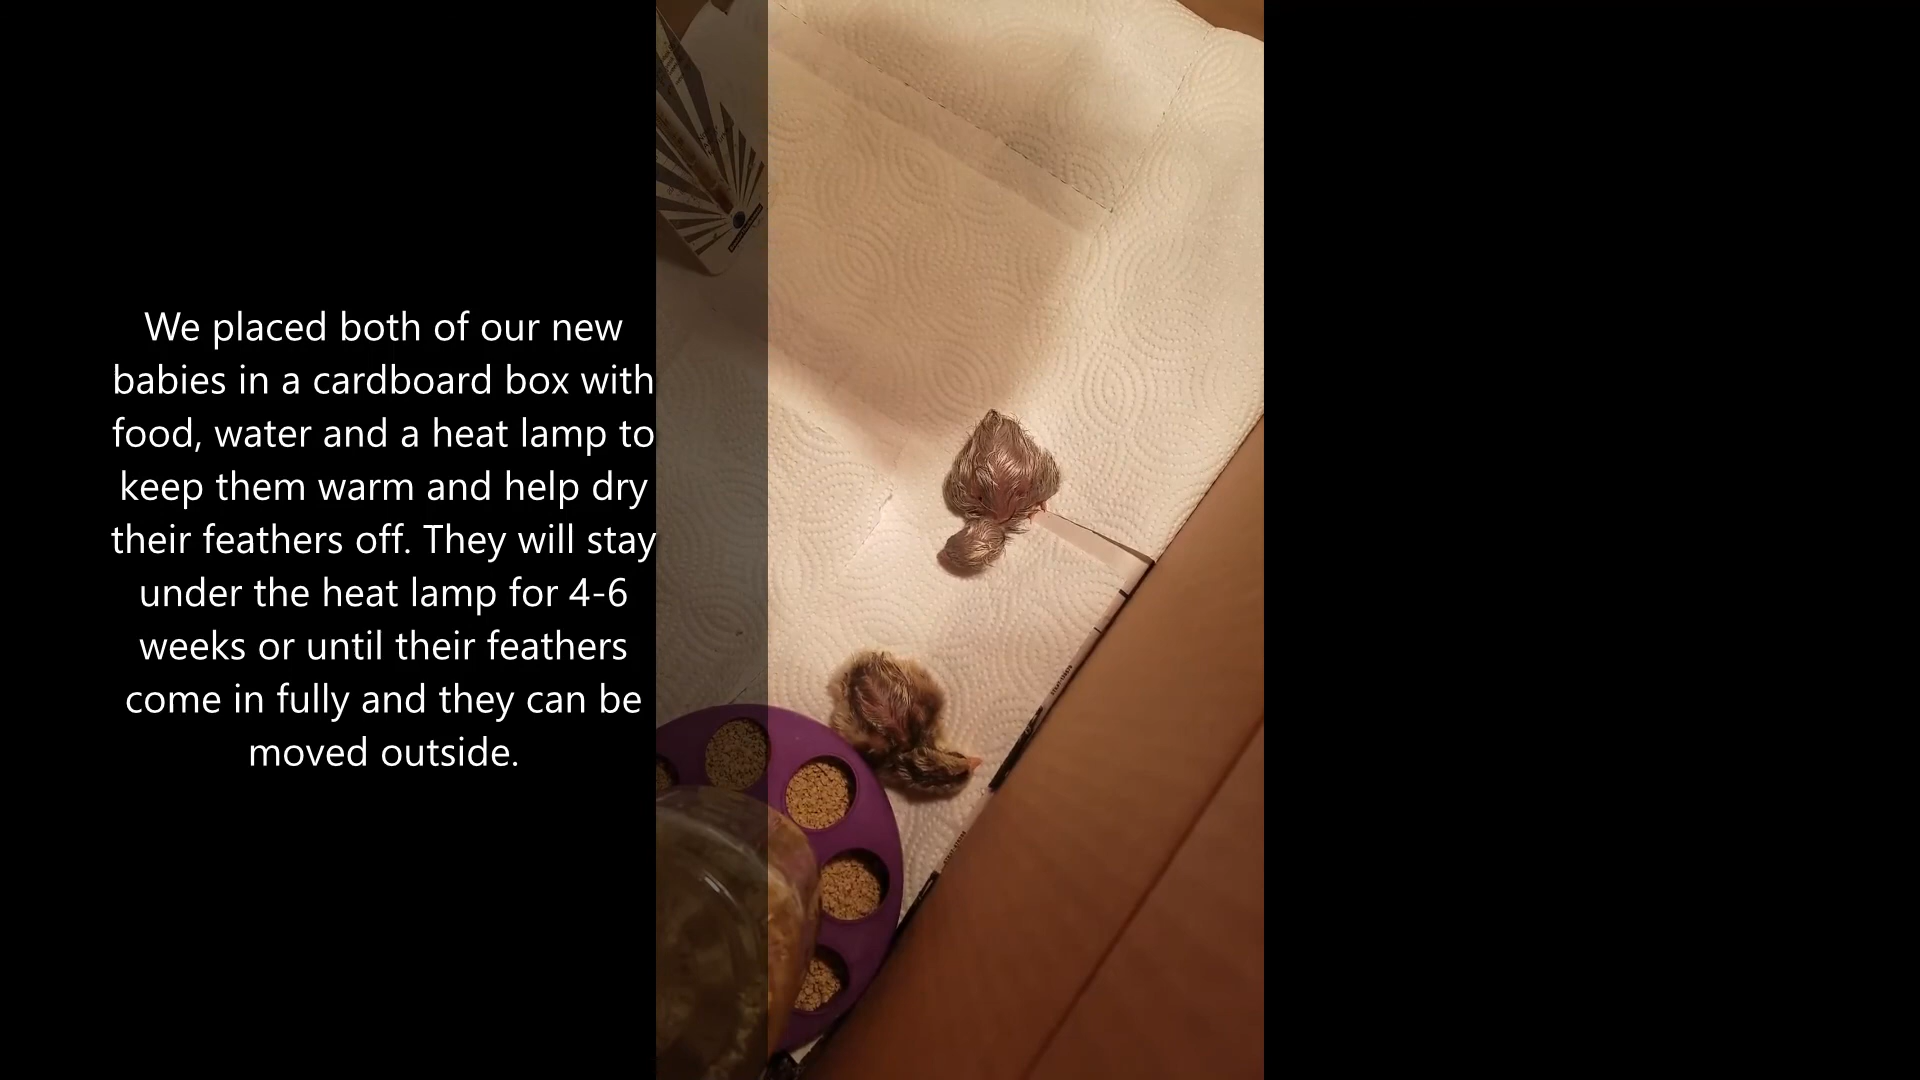 We placed both of our new
babies in a cardboard box with
food, water and a heat lamp to
keep them warm and help dry
their feathers off. They will stay
under the heat lamp for 4-6
weeks or until their feathers
come in fully and they can be
moved outside.